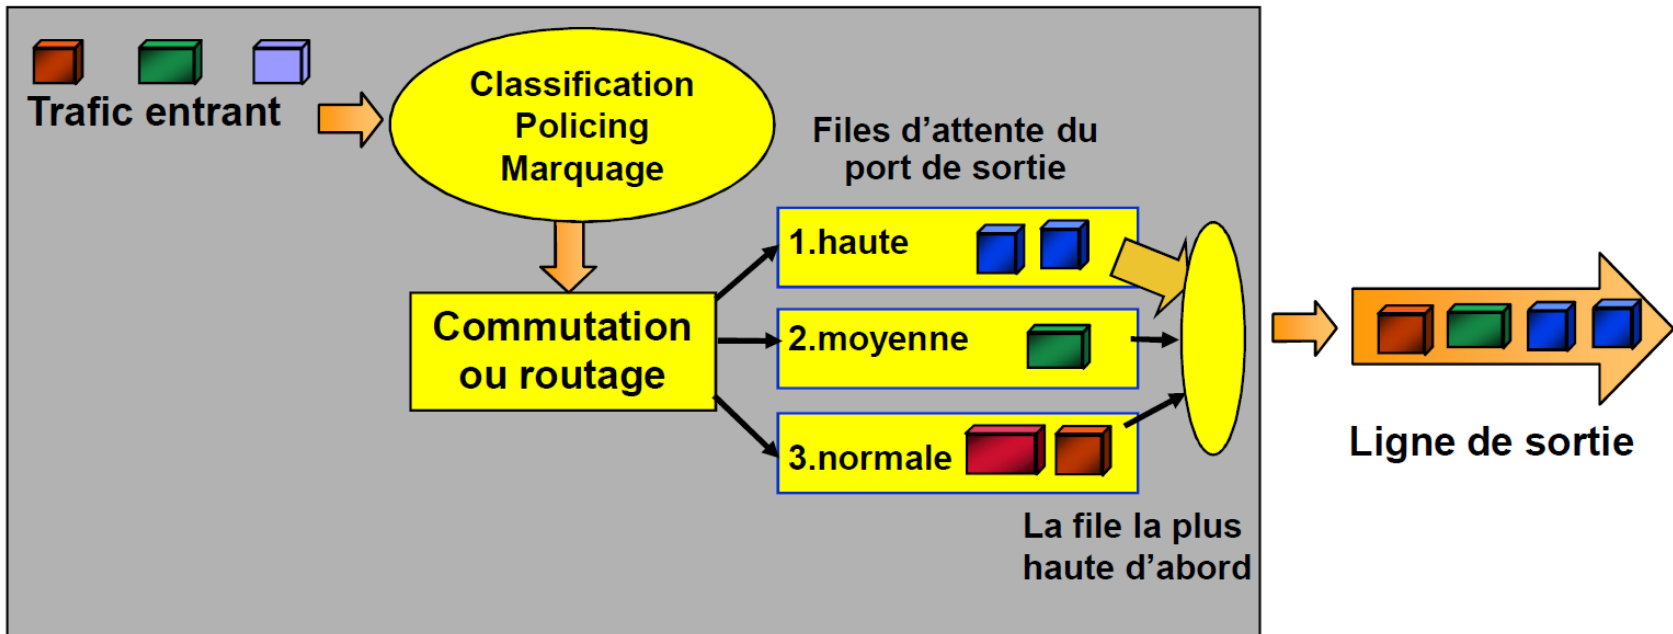 Trafic entrant
Classification
Policing
Marquage
Commutation
ou routage
Files d’attente du
port de sortie
1.haute
2.moyenne
3.normale
La file la plus
haute d’abord
Ligne de sortie